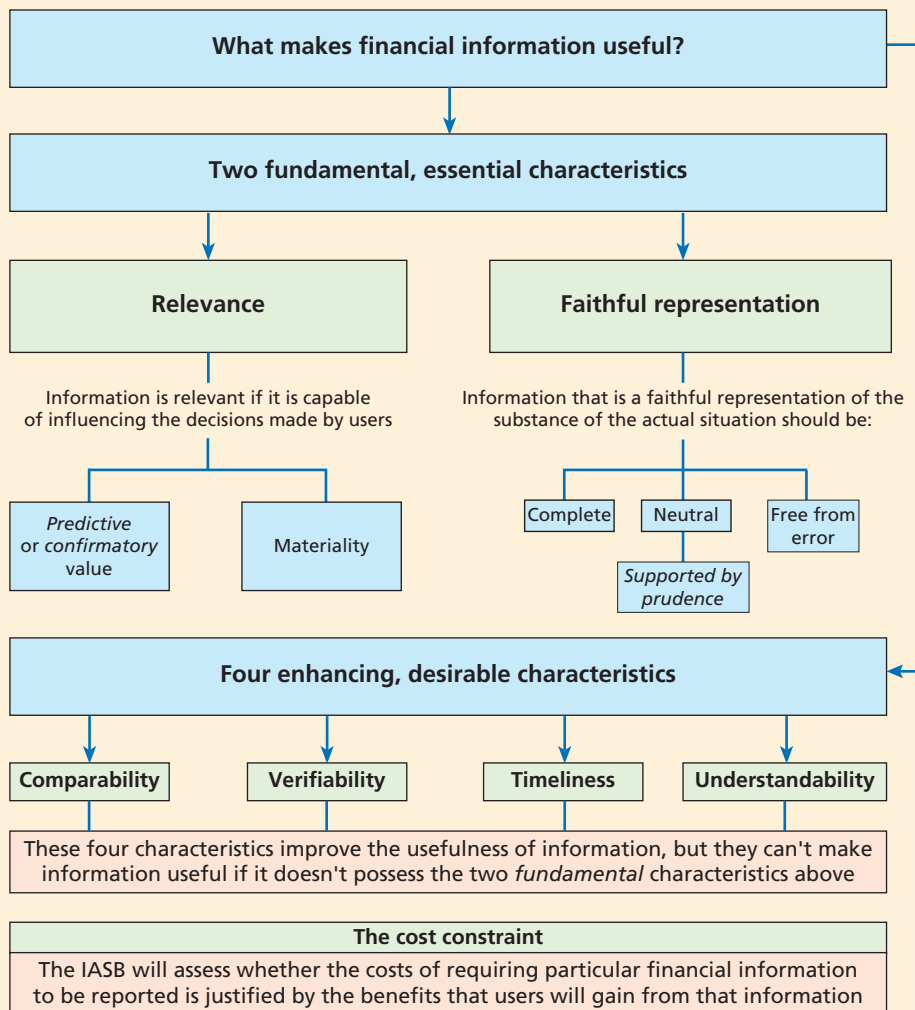 What makes financial information useful?
Two fundamental, essential characteristics
Relevance
Faithful representation
Information is relevant if it is capable
of influencing the decisions made by users
Information that is a faithful representation of the
substance of the actual situation should be:
Predictive
or confirmatory
value
Materiality
Complete
Neutral
Free from
error
Supported by
prudence
Four enhancing, desirable characteristics
Comparability
Verifiability
Timeliness
Understandability
These four characteristics improve the usefulness of information, but they can't make
information useful if it doesn't possess the two fundamental characteristics above
The cost constraint
The IASB will assess whether the costs of requiring particular financial information
to be reported is justified by the benefits that users will gain from that information